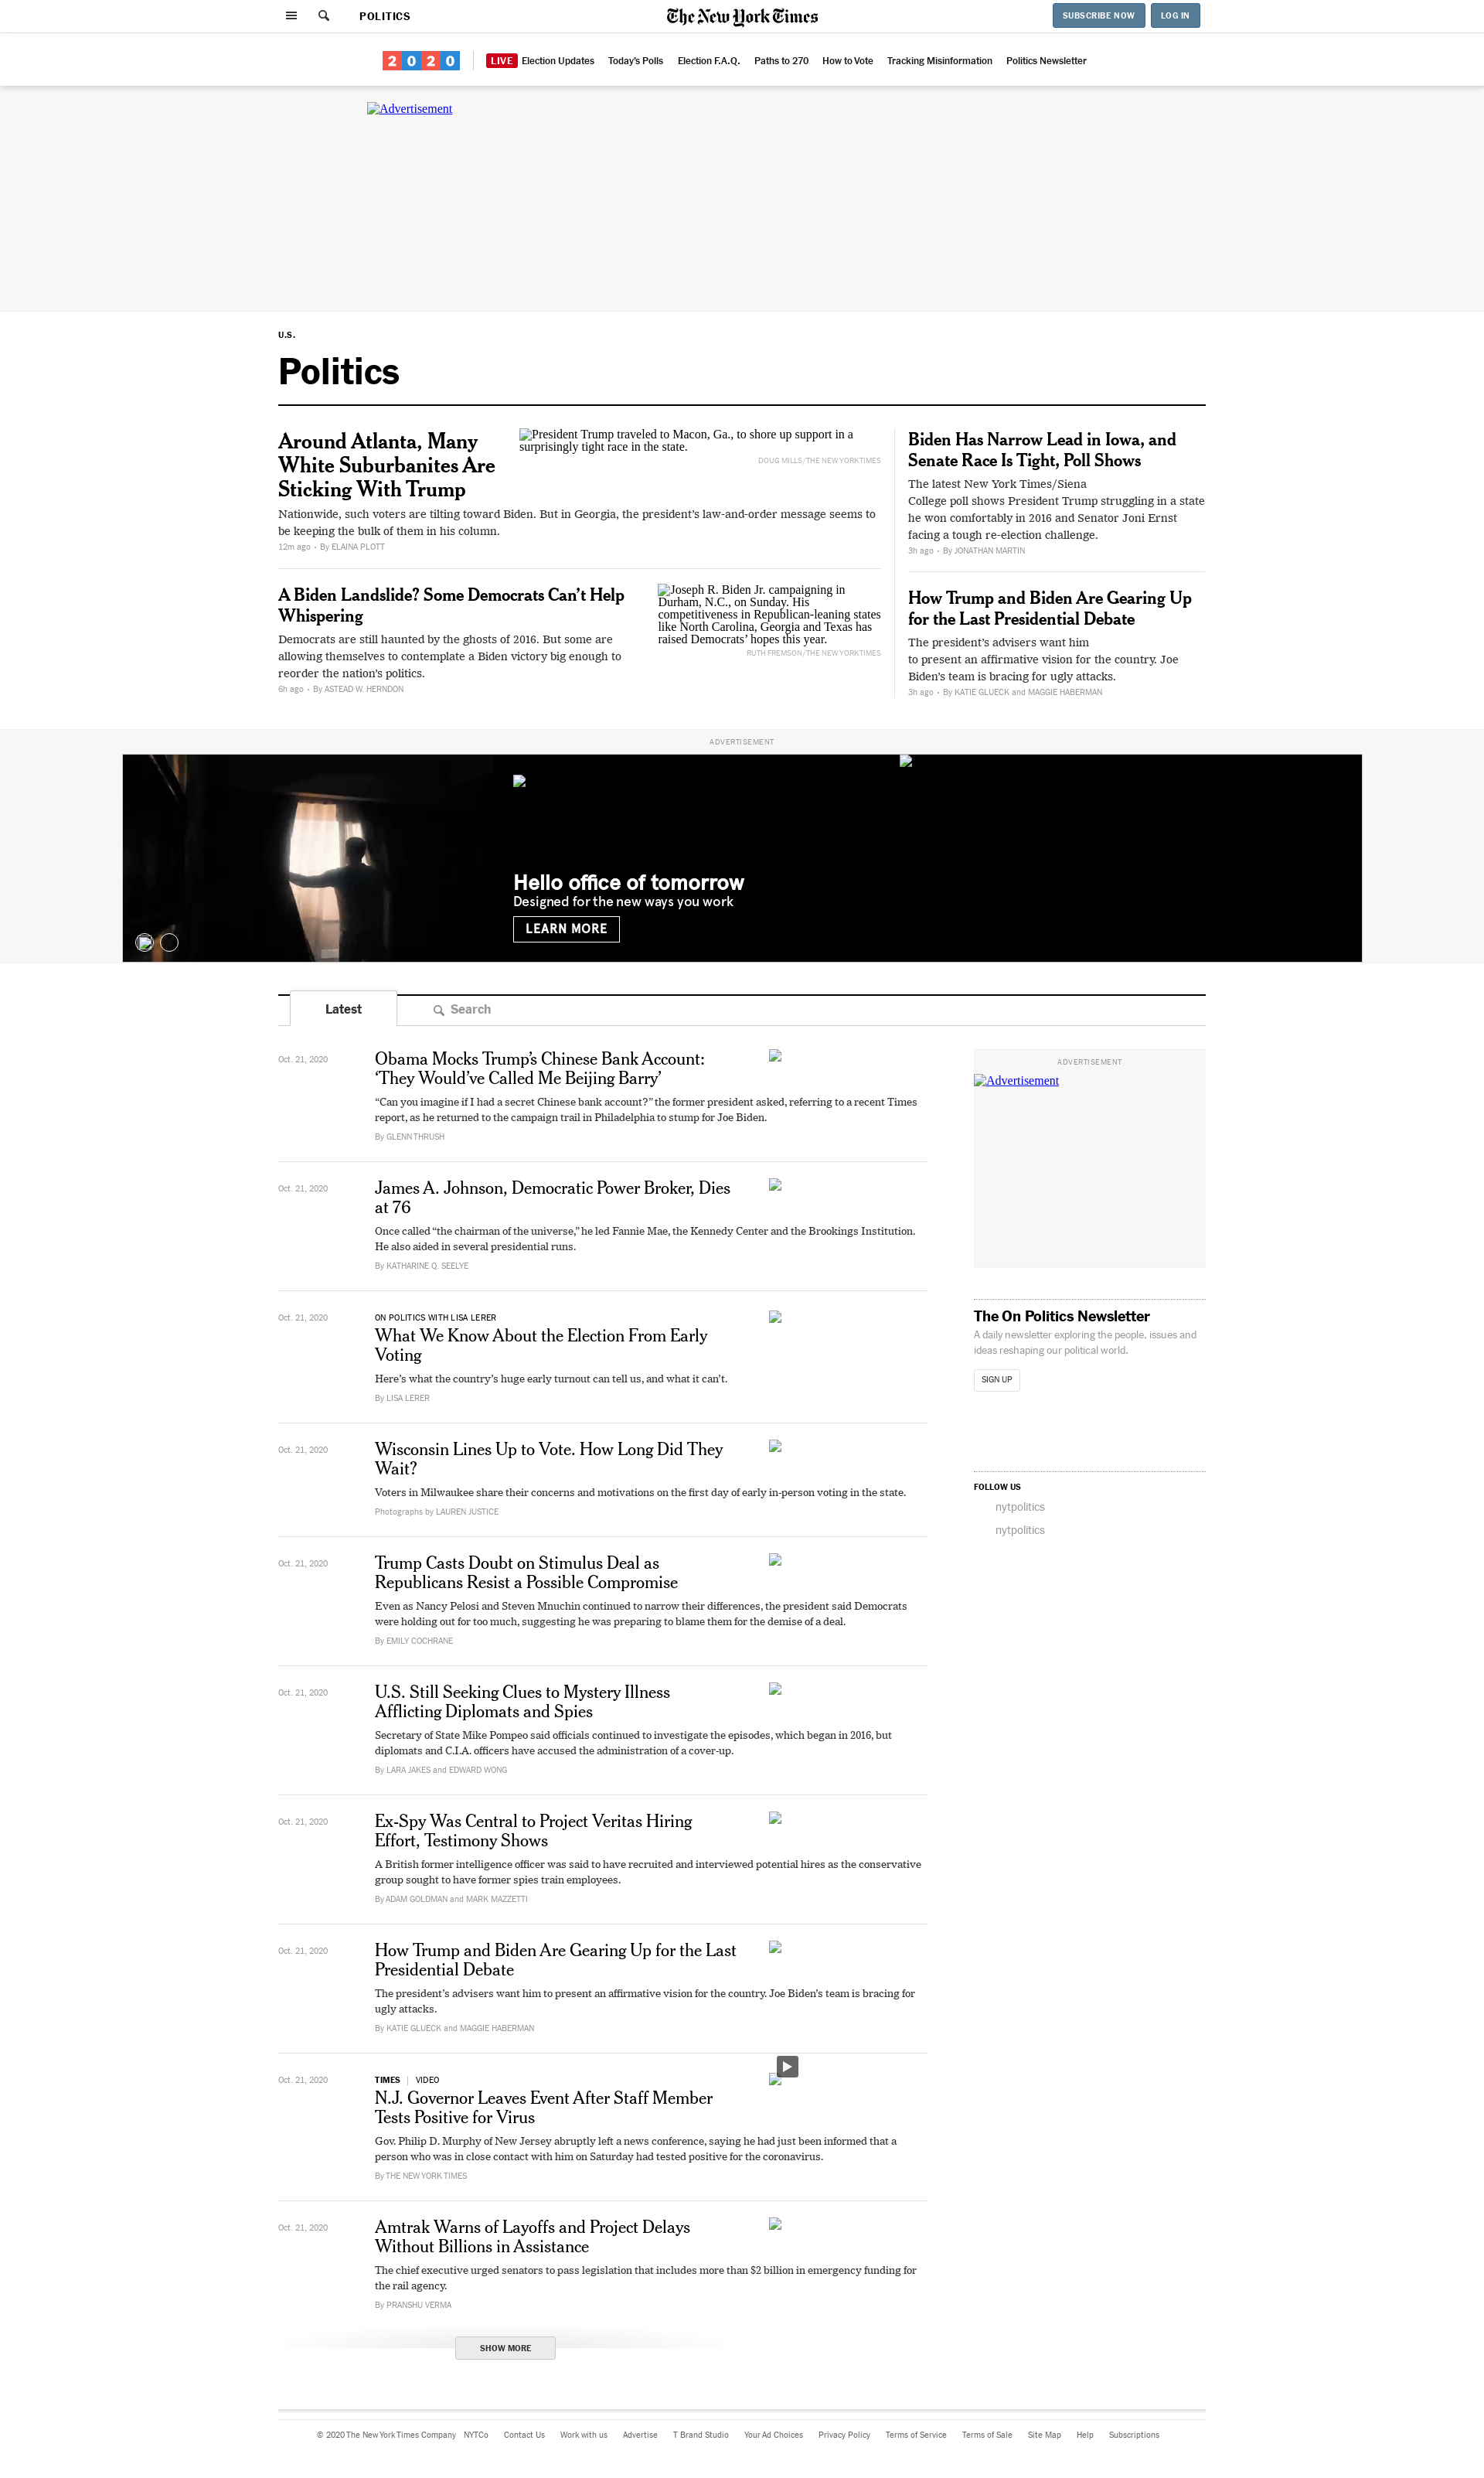 POLITICS
The New York Times
SUBSCRIBE NOW
LOG IN
2020
LIVE Election Updates Today's Polls Election F.A.Q. Paths to 270 How to Vote Tracking Misinformation Politics Newsletter
Advertisement
U.S.
Politics
Around Atlanta, Many
White Suburbanites Are
Sticking With Trump
President Trump traveled to Macon, Ga., to shore up support in a
surprisingly tight race in the state.
DOUG MILLS/THE NEW YORK TIMES
Nationwide, such voters are tilting toward Biden. But in Georgia, the president's law-and-order message seems to
be keeping the bulk of them in his column.
12m ago • By ELAINA PLOTT
A Biden Landslide? Some Democrats Can't Help
Whispering
Democrats are still haunted by the ghosts of 2016. But some are
allowing themselves to contemplate a Biden victory big enough to
reorder the nation's politics.
6h ago • By ASTEAD W. HERNDON
Joseph R. Biden Jr. campaigning in
Durham, N.C., on Sunday. His
competitiveness in Republican-leaning states
like North Carolina, Georgia and Texas has
raised Democrats' hopes this year.
RUTH FREMSON/THE NEW YORK TIMES
Biden Has Narrow Lead in Iowa, and
Senate Race Is Tight, Poll Shows
The latest New York Times/Siena
College poll shows President Trump struggling in a state
he won comfortably in 2016 and Senator Joni Ernst
facing a tough re-election challenge.
3h ago • By JONATHAN MARTIN
How Trump and Biden Are Gearing Up
for the Last Presidential Debate
The president's advisers want him
to present an affirmative vision for the country. Joe
Biden's team is bracing for ugly attacks.
3h ago • By KATIE GLUECK and MAGGIE HABERMAN
ADVERTISEMENT
Hello office of tomorrow
Designed for the new ways you work
LEARN MORE
Latest
Search
Oct. 21, 2020
Obama Mocks Trump's Chinese Bank Account:
'They Would've Called Me Beijing Barry'
"Can you imagine if I had a secret Chinese bank account?" the former president asked, referring to a recent Times
report, as he returned to the campaign trail in Philadelphia to stump for Joe Biden.
By GLENN THRUSH
Oct. 21, 2020
James A. Johnson, Democratic Power Broker, Dies
at 76
Once called "the chairman of the universe," he led Fannie Mae, the Kennedy Center and the Brookings Institution.
He also aided in several presidential runs.
By KATHARINE Q. SEELYE
Oct. 21, 2020
ON POLITICS WITH LISA LERER
What We Know About the Election From Early
Voting
Here's what the country's huge early turnout can tell us, and what it can't.
By LISA LERER
Oct. 21, 2020
Wisconsin Lines Up to Vote. How Long Did They
Wait?
Voters in Milwaukee share their concerns and motivations on the first day of early in-person voting in the state.
Photographs by LAUREN JUSTICE
Oct. 21, 2020
Trump Casts Doubt on Stimulus Deal as
Republicans Resist a Possible Compromise
Even as Nancy Pelosi and Steven Mnuchin continued to narrow their differences, the president said Democrats
were holding out for too much, suggesting he was preparing to blame them for the demise of a deal.
By EMILY COCHRANE
Oct. 21, 2020
U.S. Still Seeking Clues to Mystery Illness
Afflicting Diplomats and Spies
Secretary of State Mike Pompeo said officials continued to investigate the episodes, which began in 2016, but
diplomats and C.I.A. officers have accused the administration of a cover-up.
By LARA JAKES and EDWARD WONG
Oct. 21, 2020
Ex-Spy Was Central to Project Veritas Hiring
Effort, Testimony Shows
A British former intelligence officer was said to have recruited and interviewed potential hires as the conservative
group sought to have former spies train employees.
By ADAM GOLDMAN and MARK MAZZETTI
Oct. 21, 2020
How Trump and Biden Are Gearing Up for the Last
Presidential Debate
The president's advisers want him to present an affirmative vision for the country. Joe Biden's team is bracing for
ugly attacks.
By KATIE GLUECK and MAGGIE HABERMAN
Oct. 21, 2020
TIMES | VIDEO
N.J. Governor Leaves Event After Staff Member
Tests Positive for Virus
Gov. Philip D. Murphy of New Jersey abruptly left a news conference, saying he had just been informed that a
person who was in close contact with him on Saturday had tested positive for the coronavirus.
By THE NEW YORK TIMES
Oct. 21, 2020
Amtrak Warns of Layoffs and Project Delays
Without Billions in Assistance
The chief executive urged senators to pass legislation that includes more than $2 billion in emergency funding for
the rail agency.
By PRANSHU VERMA
SHOW MORE
ADVERTISEMENT
Advertisement
The On Politics Newsletter
A daily newsletter exploring the people, issues and
ideas reshaping our political world.
SIGN UP
FOLLOW US
nytpolitics
nytpolitics
© 2020 The New York Times Company NYTCo Contact Us Work with us Advertise T Brand Studio Your Ad Choices Privacy Policy Terms of Service Terms of Sale Site Map Help Subscriptions